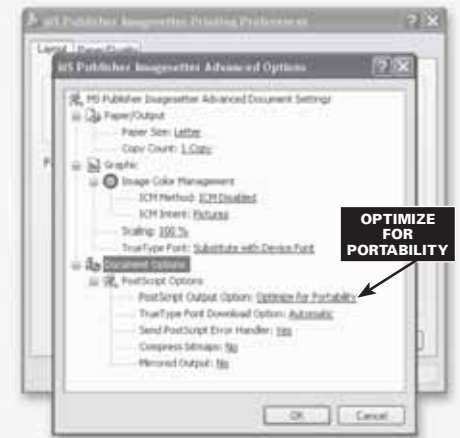 MS Publisher Imagesetter Printing Preferences
Layout Paper/Quality
MS Publisher Imagesetter Advanced Options
MS Publisher Imagesetter Advanced Document Settings
Paper/Output
Paper Size: Letter
Copy Count: 1 Copy
Graphic
Image Color Management
ICM Method: ICM Disabled
ICM Intent: Pictures
Scaling: 100 %
TrueType Font: Substitute with Device Font
OPTIMIZE
FOR
PORTABILITY
Document Options
PostScript Options
PostScript Output Option: Optimize for Portability
TrueType Font Download Option: Automatic
Send PostScript Error Handler: Yes
Compress Bitmaps: No
Mirrored Output: No
OK Cancel